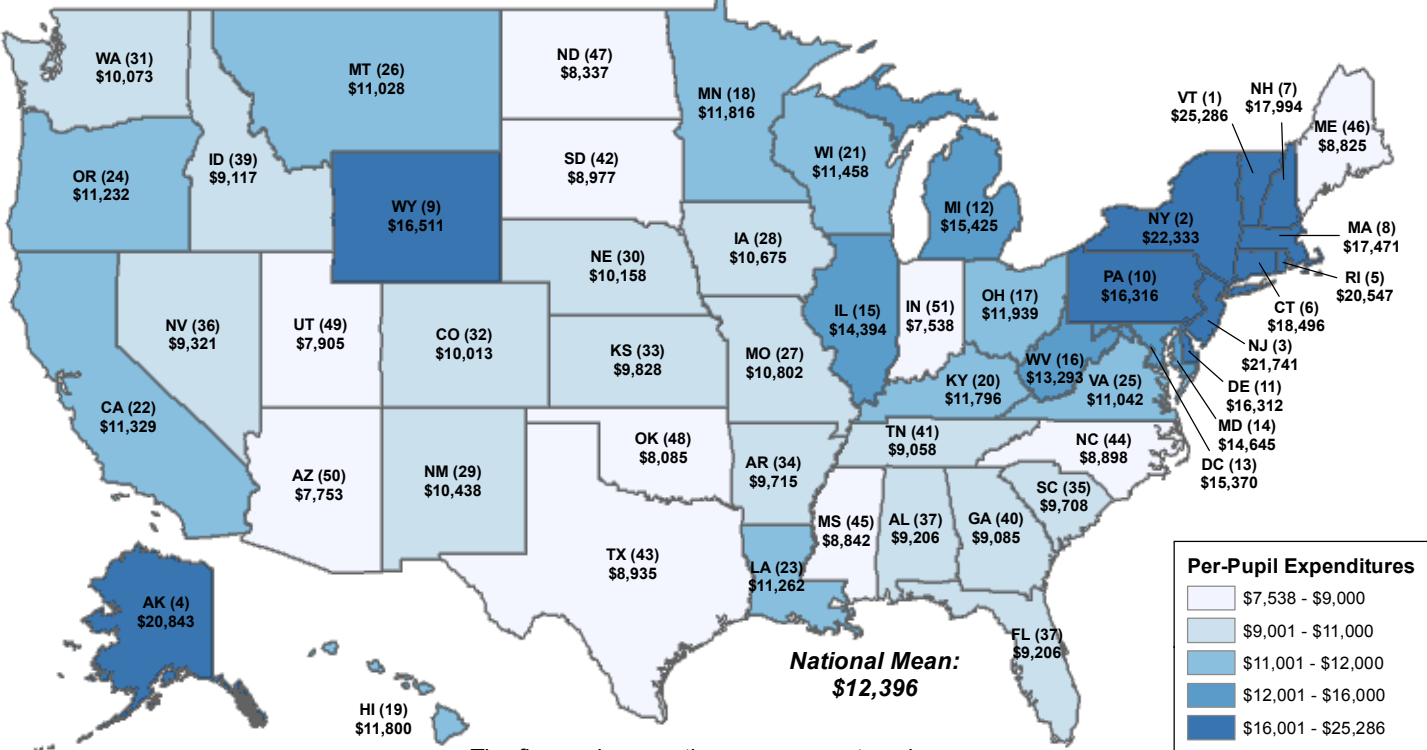 WA (31)
$10,073
MT (26)
$11,028
ND (47)
$8,337
MN (18)
$11,816
VT (1)
$25,286
NH (7)
$17,994
ME (46)
$8,825
OR (24)
$11,232
ID (39)
$9,117
SD (42)
$8,977
WI (21)
$11,458
WY (9)
$16,511
MI (12)
$15,425
NY (2)
$22,333
MA (8)
$17,471
NE (30)
$10,158
IA (28)
$10,675
PA (10)
$16,316
RI (5)
$20,547
NV (36)
$9,321
UT (49)
$7,905
CO (32)
$10,013
KS (33)
$9,828
MO (27)
$10,802
IL (15)
$14,394
IN (51)
$7,538
OH (17)
$11,939
CT (6)
$18,496
NJ (3)
$21,741
WV (16)
$13,293
KY (20)
$11,796
VA (25)
$11,042
DE (11)
$16,312
MD (14)
$14,645
DC (13)
$15,370
CA (22)
$11,329
AZ (50)
$7,753
NM (29)
$10,438
OK (48)
$8,085
AR (34)
$9,715
TN (41)
$9,058
NC (44)
$8,898
SC (35)
$9,708
TX (43)
$8,935
LA (23)
$11,262
MS (45)
$8,842
AL (37)
$9,206
GA (40)
$9,085
FL (37)
$9,206
AK (4)
$20,843
HI (19)
$11,800
National Mean:
$12,396
Per-Pupil Expenditures
$7,538 - $9,000
$9,001 - $11,000
$11,001 - $12,000
$12,001 - $16,000
$16,001 - $25,286